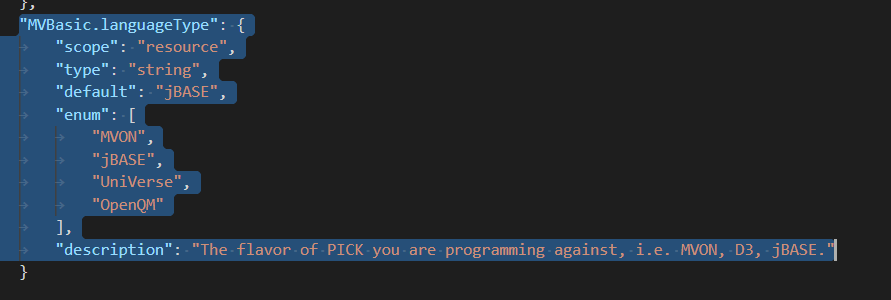 },
"MVBasic.languageType": {
"scope": "resource",
"type": "string",
"default": "jBASE",
"enum": [
"MVON",
"jBASE",
"UniVerse",
"OpenQM"
],
"description": "The flavor of PICK you are programming against, i.e. MVON, D3, jBASE."
}